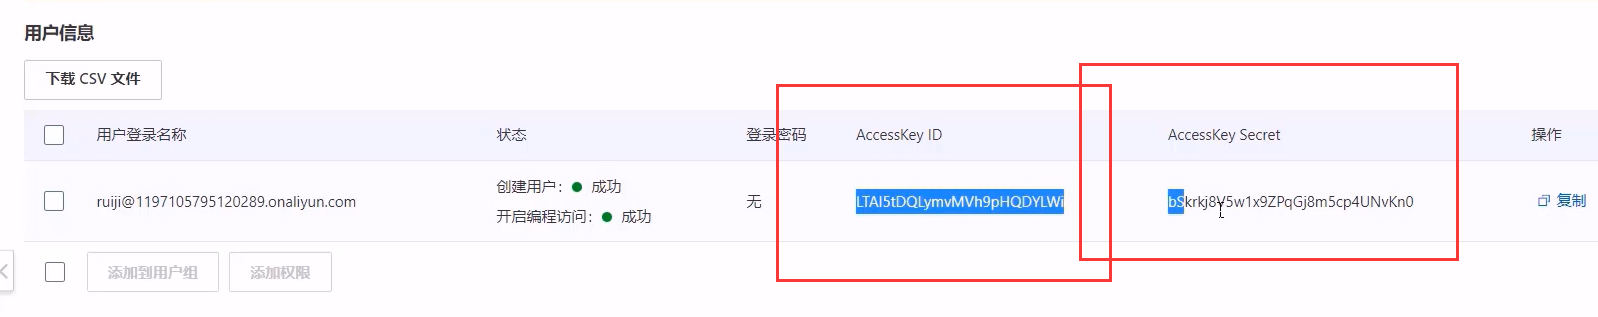 用户信息
下载 CSV 文件
用户登录名称 状态 登录密码 AccessKey ID AccessKey Secret 操作
创建用户： 成功
ruiji@1197105795120289.onaliyun.com 无 LTAI5tDQLymvMVh9pHQDYLWi bSkrkj8V5w1x9ZPqGj8m5cp4UNvKn0 复制
开启编程访问： 成功
添加到用户组 添加权限